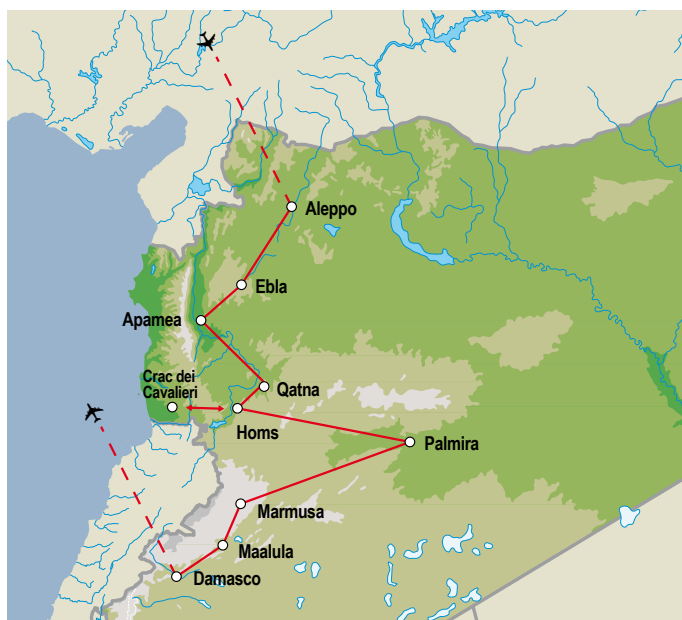 Aleppo
Ebla
Apamea
Crac dei
Cavalieri
Qatna
Homs
Palmira
Marmusa
Maalula
Damasco